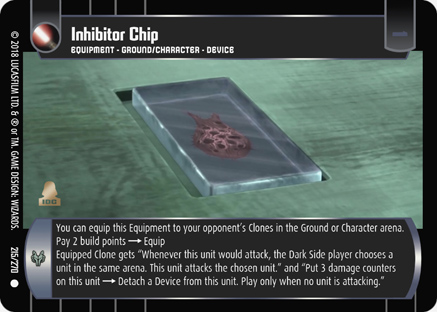 Inhibitor Chip
EQUIPMENT - GROUND/CHARACTER - DEVICE
© 2018 LUCASFILM LTD. & ® or TM. GAME DESIGN: WIZARDS.
215/270
IDC
You can equip this Equipment to your opponent's Clones in the Ground or Character arena.
Pay 2 build points → Equip
Equipped Clone gets "Whenever this unit would attack, the Dark Side player chooses a
unit in the same arena. This unit attacks the chosen unit." and "Put 3 damage counters
on this unit → Detach a Device from this unit. Play only when no unit is attacking."